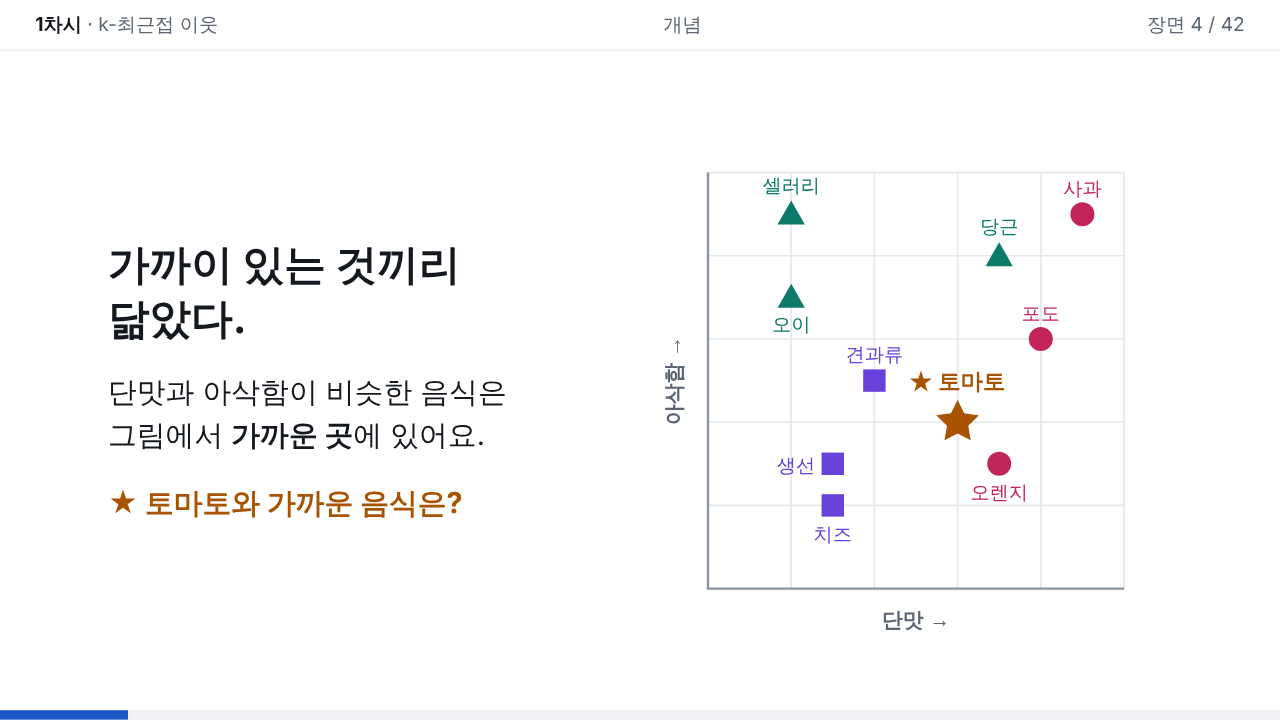 1차시 · k-최근접 이웃
개념
장면 4 / 42
가까이 있는 것끼리
닮았다.
단맛과 아삭함이 비슷한 음식은
그림에서 가까운 곳에 있어요.
★ 토마토와 가까운 음식은?
셀러리
사과
당근
오이
포도
견과류
★ 토마토
생선
오렌지
치즈
아삭함 →
단맛 →